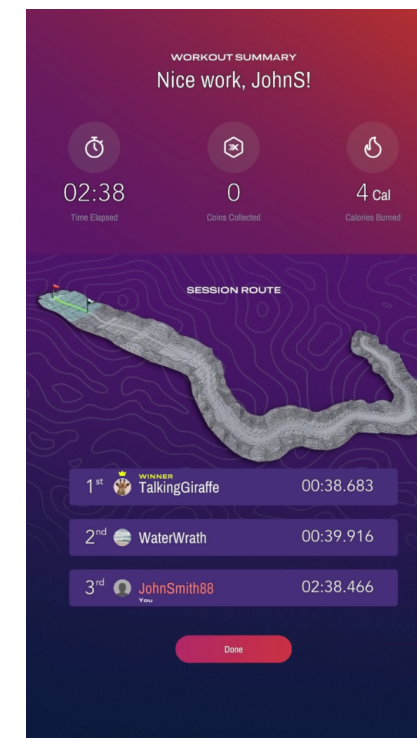 WORKOUT SUMMARY
Nice work, JohnS!
02:38
0
4 Cal
Time Elapsed
Coins Collected
Calories Burned
SESSION ROUTE
WINNER
1st TalkingGiraffe 00:38.683
2nd WaterWrath 00:39.916
3rd JohnSmith88 02:38.466
You
Done